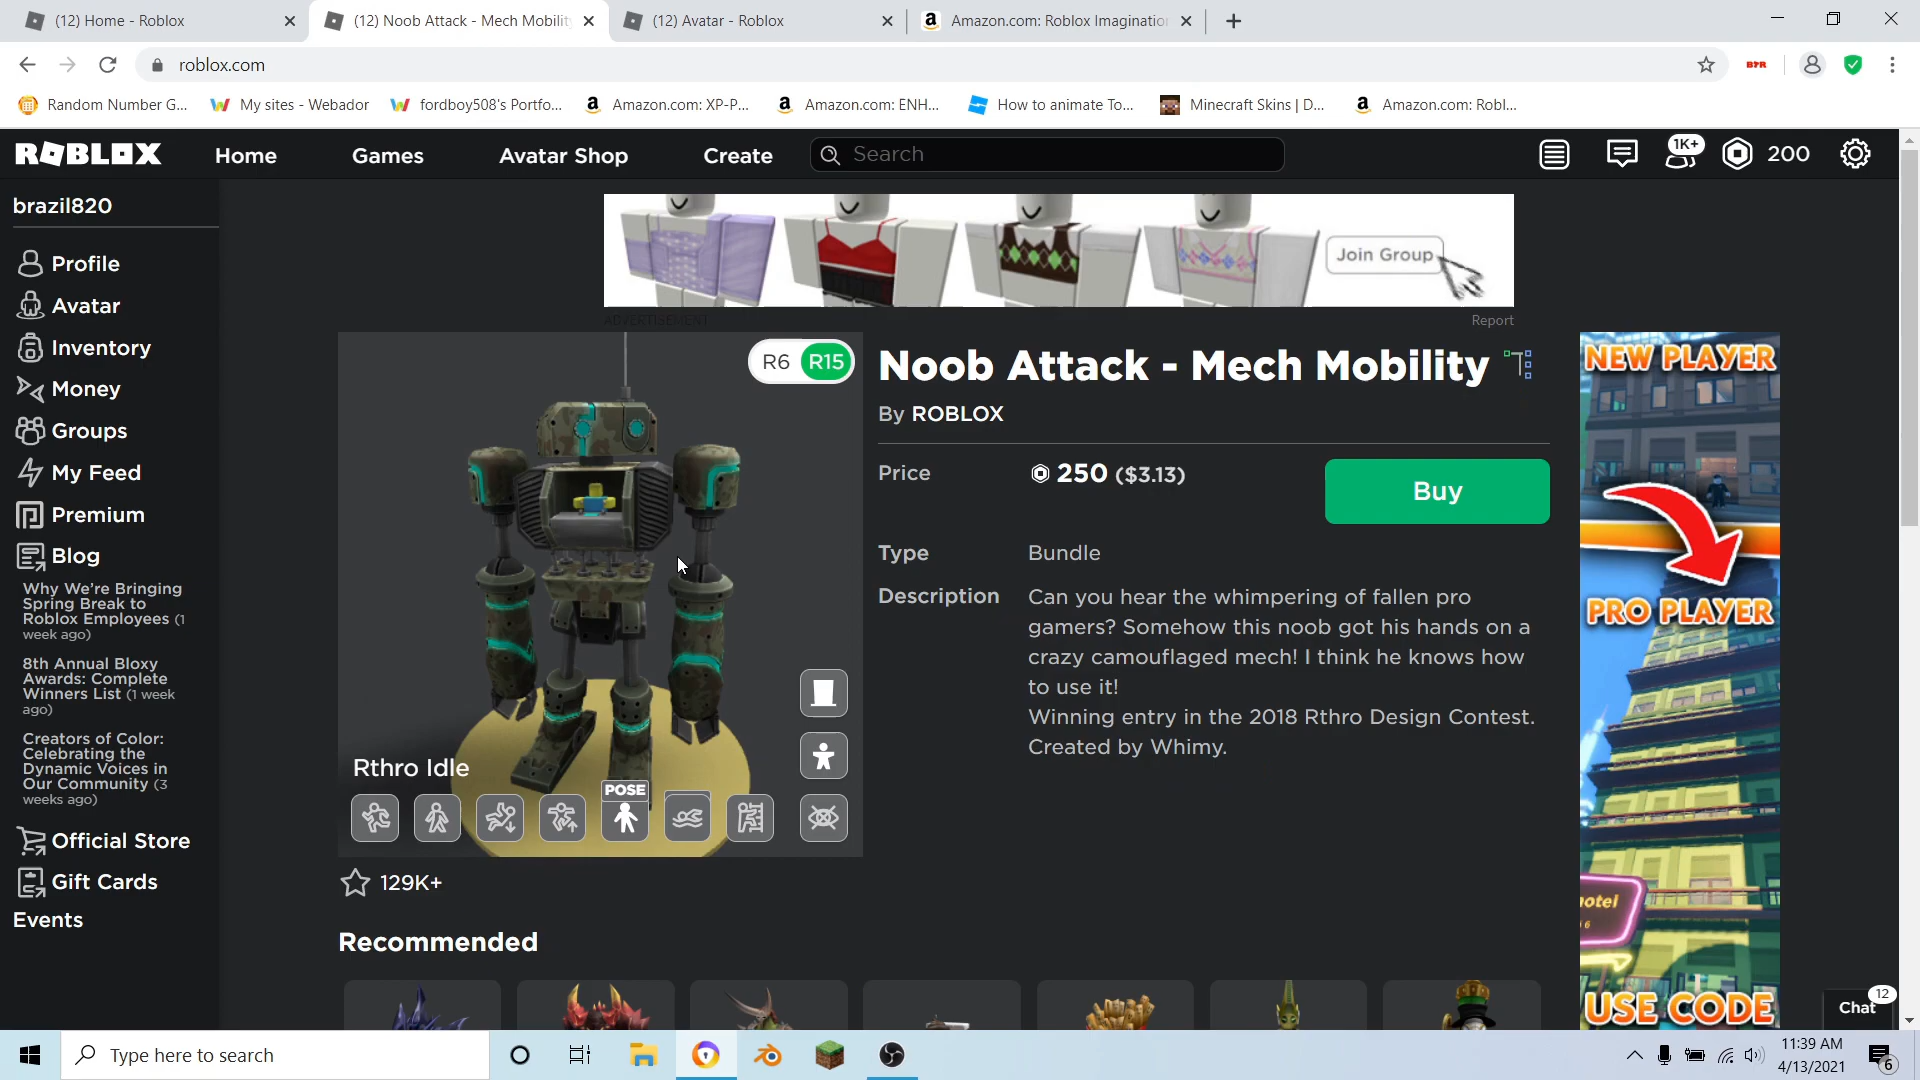 (12) Home - Roblox
(12) Noob Attack - Mech Mobilit
(12) Avatar - Roblox
Amazon.com: Roblox Imagination
roblox.com
BTR
Random Number G...
My sites - Webador
fordboy508's Portfo...
Amazon.com: XP-P...
Amazon.com: ENH...
How to animate To...
Minecraft Skins | D...
Amazon.com: Robl...
ROBLOX
Home
Games
Avatar Shop
Create
Search
1K+
200
brazil820
Profile
Avatar
Inventory
Money
Groups
My Feed
Premium
Blog
Why We're Bringing
Spring Break to
Roblox Employees (1
week ago)
8th Annual Bloxy
Awards: Complete
Winners List (1 week
ago)
Creators of Color:
Celebrating the
Dynamic Voices in
Our Community (3
weeks ago)
Official Store
Gift Cards
Events
Join Group
ADVERTISEMENT
Report
R6 R15
Rthro Idle
POSE
129K+
Noob Attack - Mech Mobility
By ROBLOX
Price
250 ($3.13)
Buy
Type
Bundle
Description
Can you hear the whimpering of fallen pro
gamers? Somehow this noob got his hands on a
crazy camouflaged mech! I think he knows how
to use it!
Winning entry in the 2018 Rthro Design Contest.
Created by Whimy.
Recommended
NEW PLAYER
PRO PLAYER
USE CODE
Chat
12
Type here to search
11:39 AM
4/13/2021
6